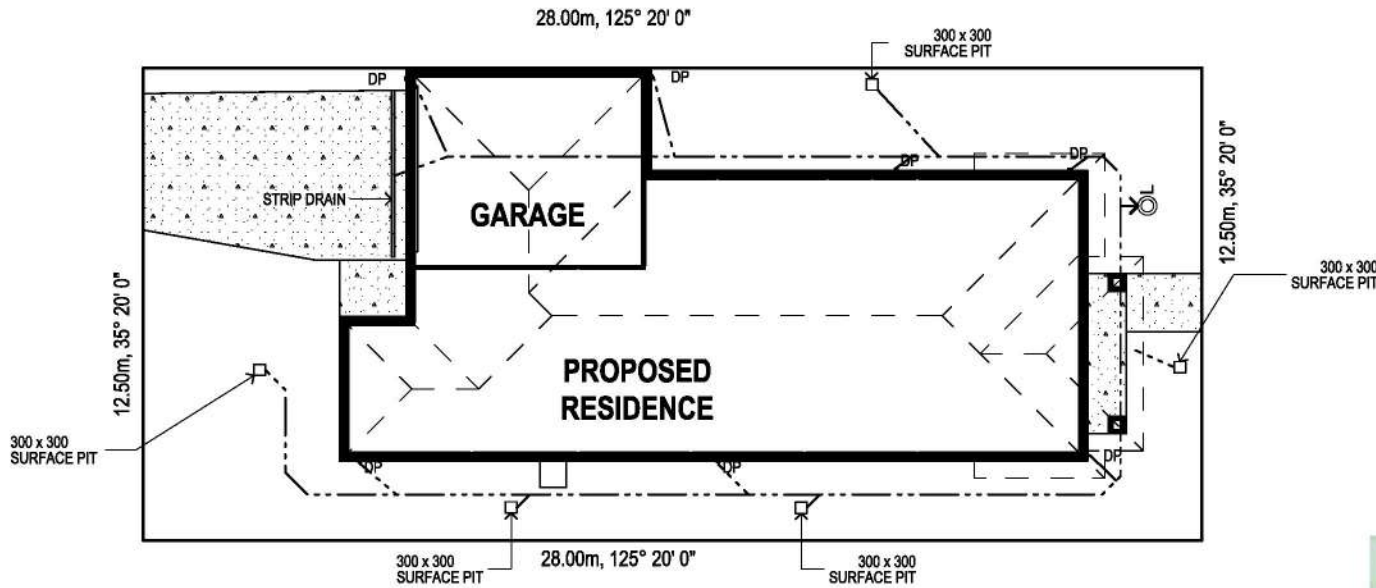 28.00m, 125° 20' 0"
300 x 300
SURFACE PIT
DP
DP
DP
DP
STRIP DRAIN
GARAGE
L
12.50m, 35° 20' 0"
300 x 300
SURFACE PIT
12.50m, 35° 20' 0"
PROPOSED
RESIDENCE
300 x 300
SURFACE PIT
DP
DP
DP
300 x 300
SURFACE PIT
28.00m, 125° 20' 0"
300 x 300
SURFACE PIT